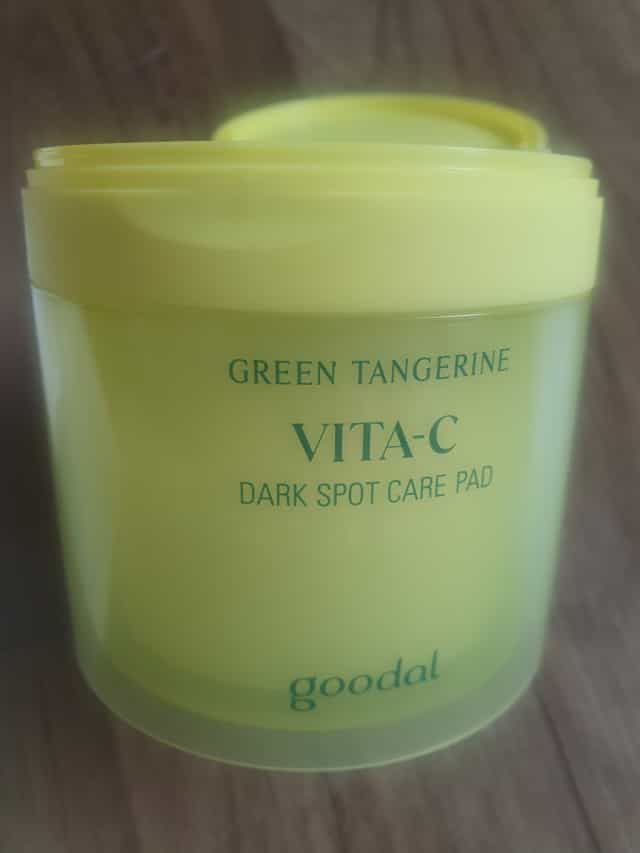 GREEN TANGERINE
VITA-C
DARK SPOT CARE PAD
goodal